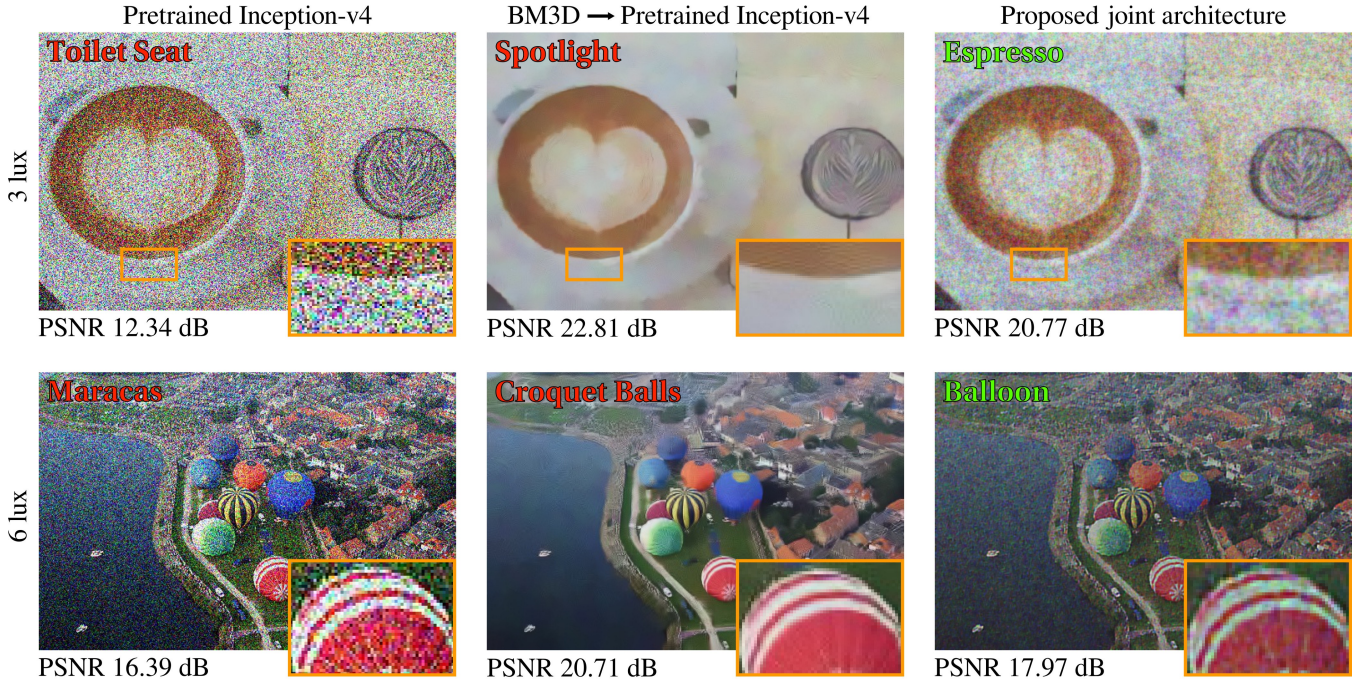 Pretrained Inception-v4
BM3D → Pretrained Inception-v4
Proposed joint architecture
3 lux
Toilet Seat
Spotlight
Espresso
PSNR 12.34 dB
PSNR 22.81 dB
PSNR 20.77 dB
6 lux
Maracas
Croquet Balls
Balloon
PSNR 16.39 dB
PSNR 20.71 dB
PSNR 17.97 dB